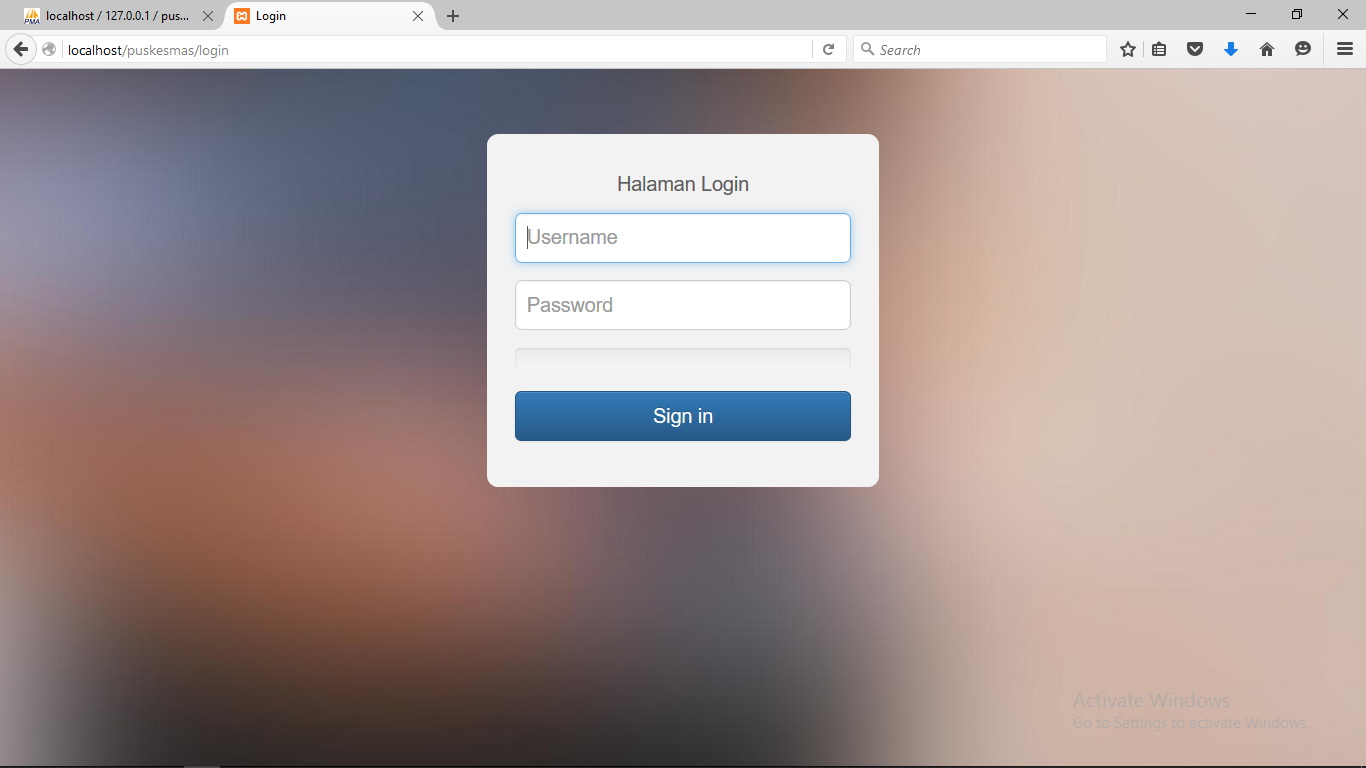 localhost / 127.0.0.1 / pus...
Login
localhost/puskesmas/login
Search
Halaman Login
Username
Password
Sign in
Activate Windows
Go to Settings to activate Windows.